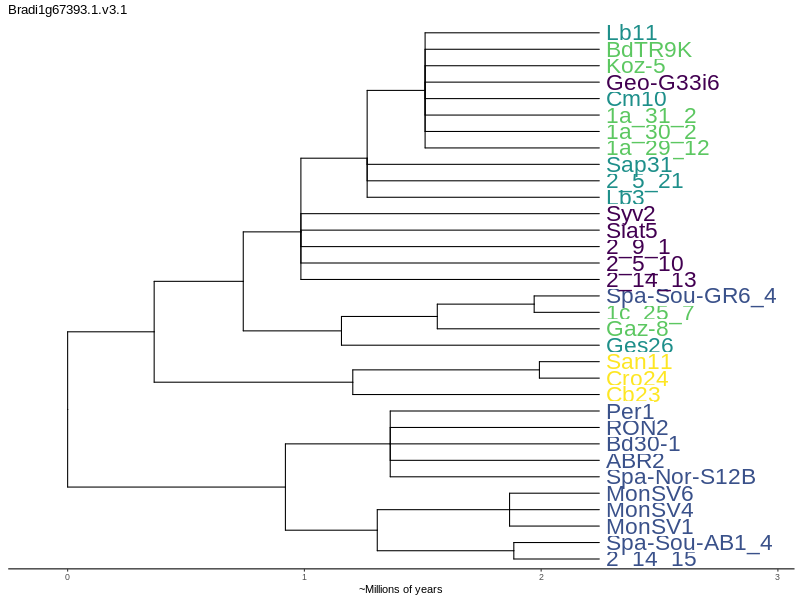 Bradi1g67393.1.v3.1
Lb11
BdTR9K
Koz-5
Geo-G33i6
Cm10
1a_31_2
1a_30_2
1a_29_12
Sap31
2_5_21
Lb3
Syv2
Slat5
2_9_1
2_5_10
2_14_13
Spa-Sou-GR6_4
1c_25_7
Gaz-8
Ges26
San11
Cro24
Cb23
Per1
RON2
Bd30-1
ABR2
Spa-Nor-S12B
MonSV6
MonSV4
MonSV1
Spa-Sou-AB1_4
2_14_15
0 1 2 3
~Millions of years